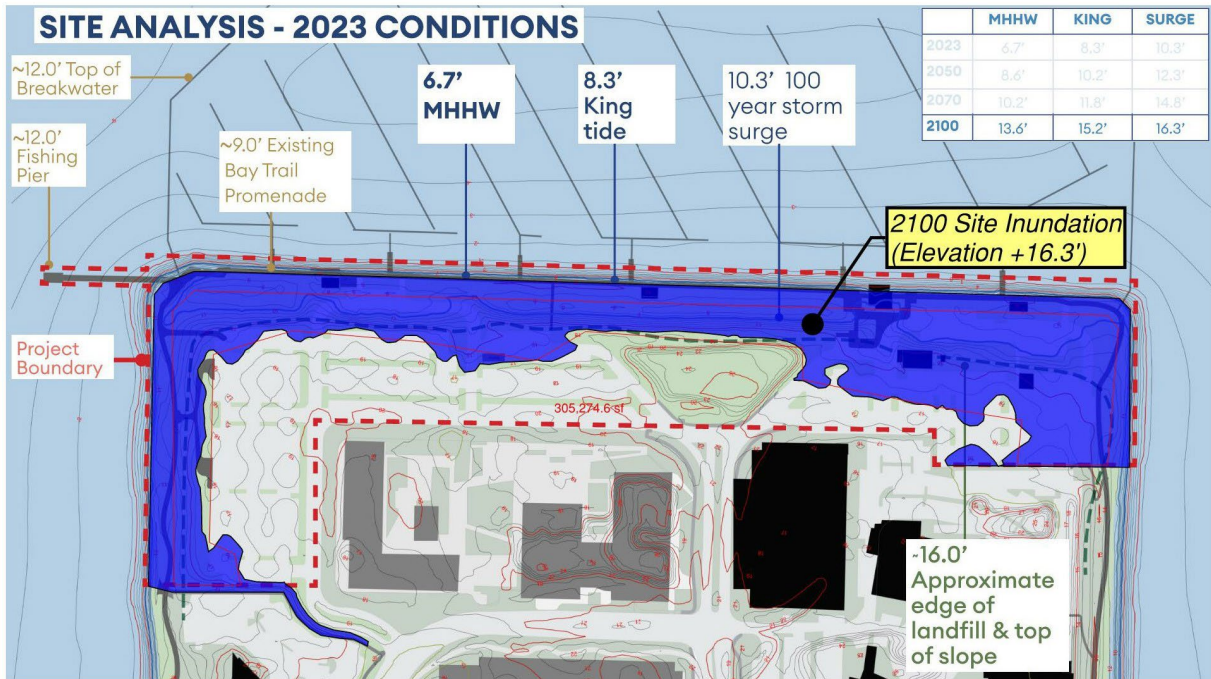 SITE ANALYSIS - 2023 CONDITIONS
MHHW KING SURGE
2023 6.7' 8.3' 10.3'
2050 8.6' 10.2' 12.3'
2070 10.2' 11.8' 14.8'
2100 13.6' 15.2' 16.3'
~12.0' Top of
Breakwater
6.7'
MHHW
8.3'
King
tide
10.3' 100
year storm
surge
~12.0'
Fishing
Pier
~9.0' Existing
Bay Trail
Promenade
2100 Site Inundation
(Elevation +16.3')
Project
Boundary
305,274.6 sf
~16.0'
Approximate
edge of
landfill & top
of slope